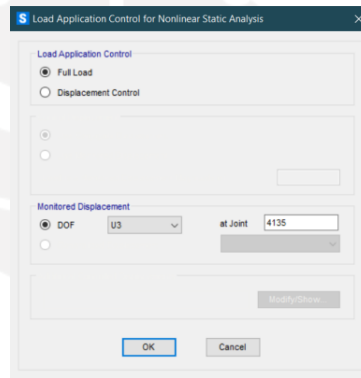 S Load Application Control for Nonlinear Static Analysis
Load Application Control
Full Load
Displacement Control
Monitored Displacement
DOF U3 at Joint 4135
Modify/Show...
OK Cancel